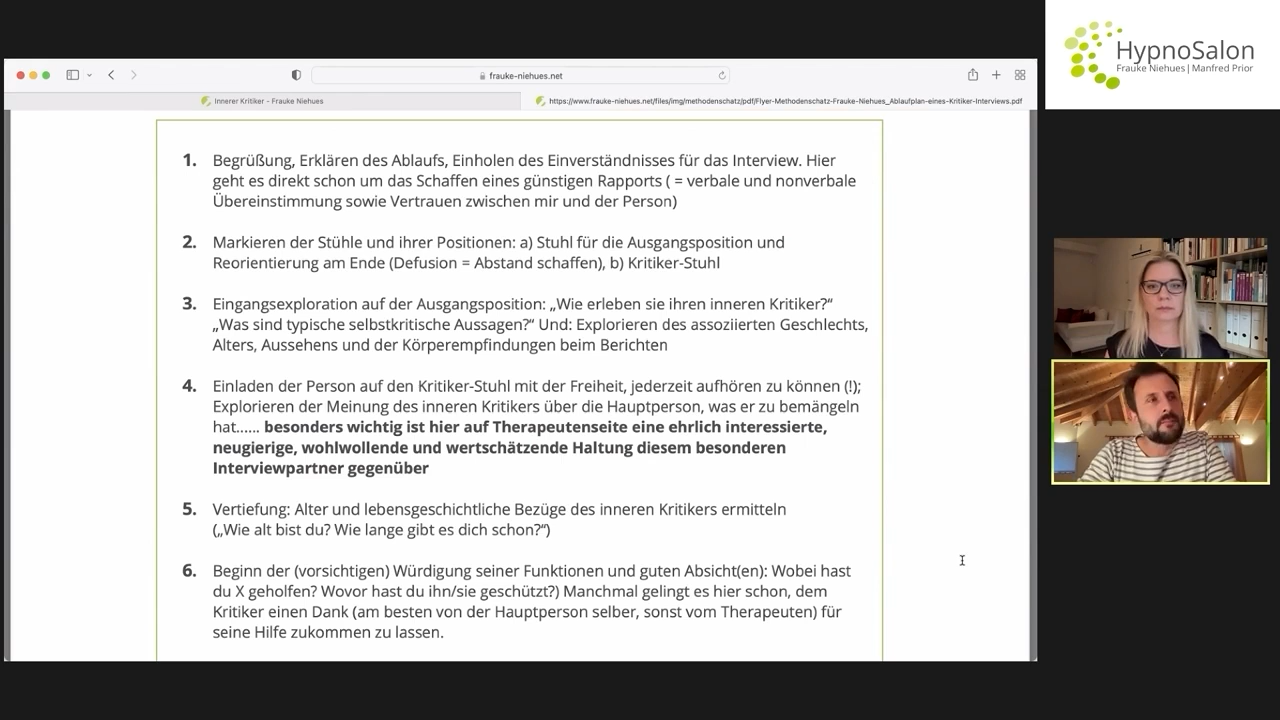 HypnoSalon
Frauke Niehues | Manfred Prior
frauke-niehues.net
Innerer Kritiker - Frauke Niehues
https://www.frauke-niehues.net/files/img/methodenschatz/pdf/Flyer-Methodenschatz-Frauke-Niehues_Ablaufplan-eines-Kritiker-Interviews.pdf
1. Begrüßung, Erklären des Ablaufs, Einholen des Einverständnisses für das Interview. Hier
geht es direkt schon um das Schaffen eines günstigen Rapports ( = verbale und nonverbale
Übereinstimmung sowie Vertrauen zwischen mir und der Person)
2. Markieren der Stühle und ihrer Positionen: a) Stuhl für die Ausgangsposition und
Reorientierung am Ende (Defusion = Abstand schaffen), b) Kritiker-Stuhl
3. Eingangsexploration auf der Ausgangsposition: „Wie erleben sie ihren inneren Kritiker?“
„Was sind typische selbstkritische Aussagen?“ Und: Explorieren des assoziierten Geschlechts,
Alters, Aussehens und der Körperempfindungen beim Berichten
4. Einladen der Person auf den Kritiker-Stuhl mit der Freiheit, jederzeit aufhören zu können (!);
Explorieren der Meinung des inneren Kritikers über die Hauptperson, was er zu bemängeln
hat...... besonders wichtig ist hier auf Therapeutenseite eine ehrlich interessierte,
neugierige, wohlwollende und wertschätzende Haltung diesem besonderen
Interviewpartner gegenüber
5. Vertiefung: Alter und lebensgeschichtliche Bezüge des inneren Kritikers ermitteln
(„Wie alt bist du? Wie lange gibt es dich schon?“)
6. Beginn der (vorsichtigen) Würdigung seiner Funktionen und guten Absicht(en): Wobei hast
du X geholfen? Wovor hast du ihn/sie geschützt?) Manchmal gelingt es hier schon, dem
Kritiker einen Dank (am besten von der Hauptperson selber, sonst vom Therapeuten) für
seine Hilfe zukommen zu lassen.